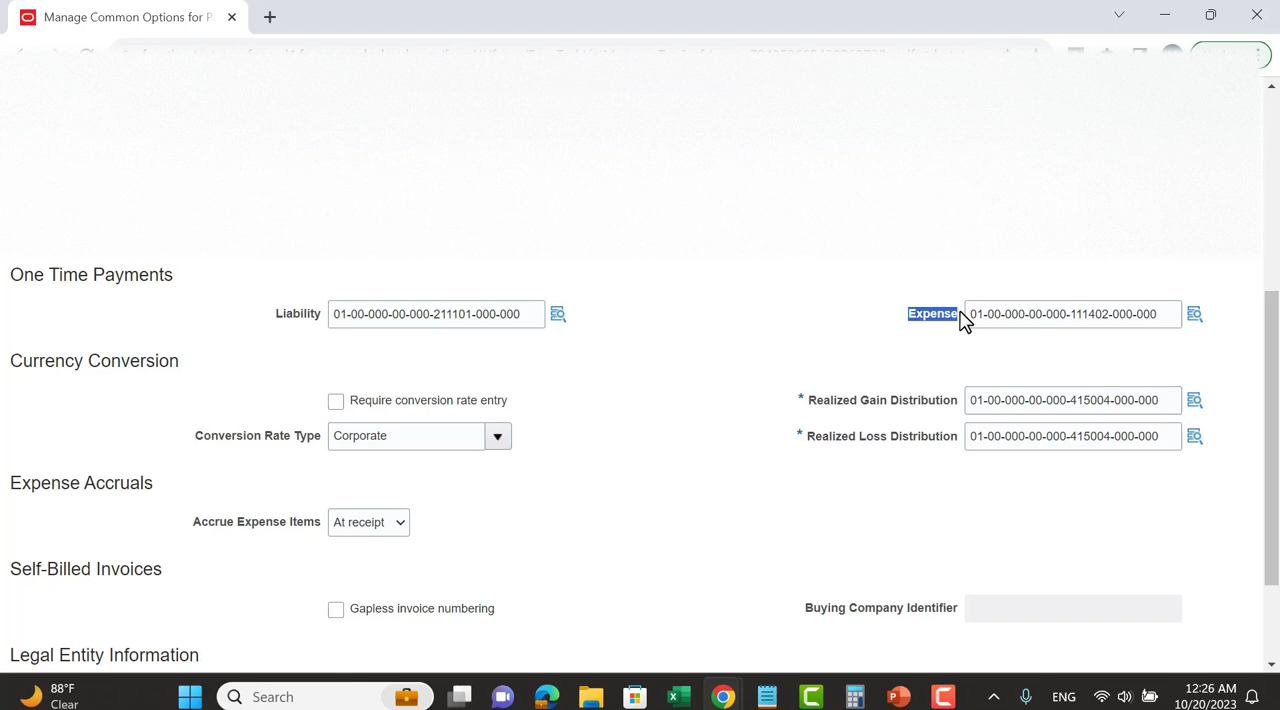 Manage Common Options for P
One Time Payments
Liability 01-00-000-00-000-211101-000-000 Expense 01-00-000-00-000-111402-000-000
Currency Conversion
Require conversion rate entry * Realized Gain Distribution 01-00-000-00-000-415004-000-000
Conversion Rate Type Corporate * Realized Loss Distribution 01-00-000-00-000-415004-000-000
Expense Accruals
Accrue Expense Items At receipt
Self-Billed Invoices
Gapless invoice numbering Buying Company Identifier
Legal Entity Information
88°F
Clear
Search
ENG
12:26 AM
10/20/2023